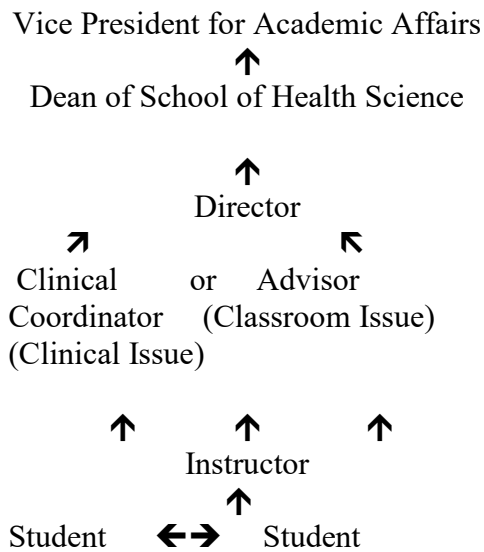 Vice President for Academic Affairs
↑
Dean of School of Health Science
↑
Director
↗ ↖
Clinical or Advisor
Coordinator (Classroom Issue)
(Clinical Issue)
↑ ↑ ↑
Instructor
↑
Student ←→ Student